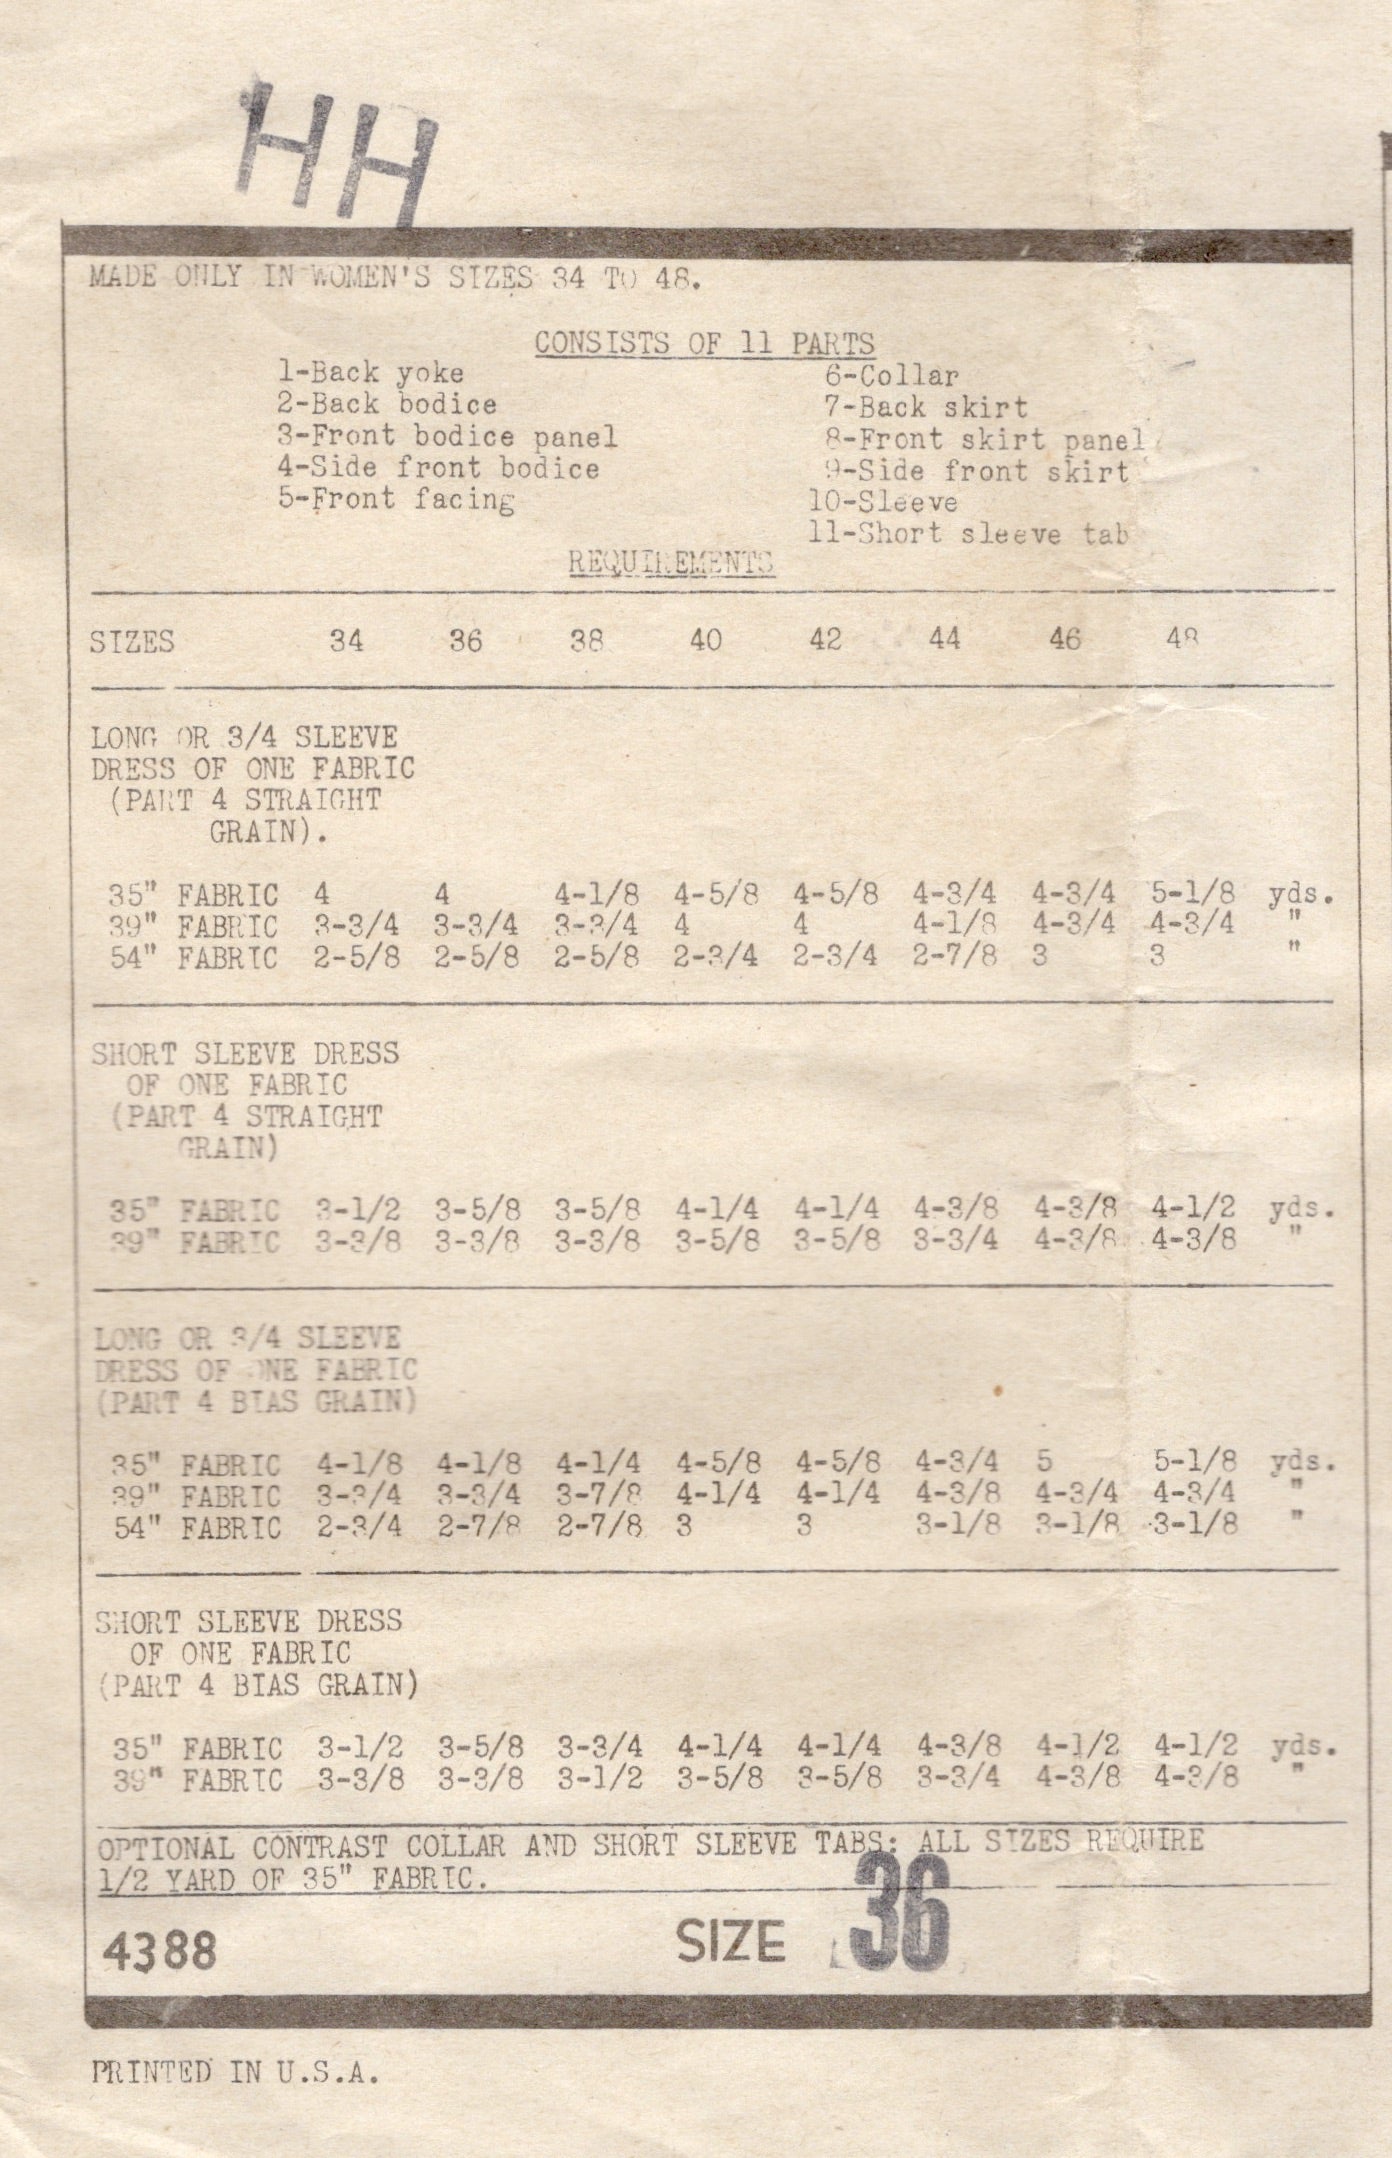 HH
MADE ONLY IN WOMEN'S SIZES 34 TO 48.
CONSISTS OF 11 PARTS
1-Back yoke
2-Back bodice
3-Front bodice panel
4-Side front bodice
5-Front facing
6-Collar
7-Back skirt
8-Front skirt panel
9-Side front skirt
10-Sleeve
11-Short sleeve tab
REQUIREMENTS
SIZES 34 36 38 40 42 44 46 48
LONG OR 3/4 SLEEVE
DRESS OF ONE FABRIC
(PART 4 STRAIGHT
GRAIN).
35" FABRIC 4 4 4-1/8 4-5/8 4-5/8 4-3/4 4-3/4 5-1/8 yds.
39" FABRIC 3-3/4 3-3/4 3-3/4 4 4 4-1/8 4-3/4 4-3/4 "
54" FABRIC 2-5/8 2-5/8 2-5/8 2-3/4 2-3/4 2-7/8 3 3 "
SHORT SLEEVE DRESS
OF ONE FABRIC
(PART 4 STRAIGHT
GRAIN)
35" FABRIC 3-1/2 3-5/8 3-5/8 4-1/4 4-1/4 4-3/8 4-3/8 4-1/2 yds.
39" FABRIC 3-3/8 3-3/8 3-3/8 3-5/8 3-5/8 3-3/4 4-3/8 4-3/8 "
LONG OR 3/4 SLEEVE
DRESS OF ONE FABRIC
(PART 4 BIAS GRAIN)
35" FABRIC 4-1/8 4-1/8 4-1/4 4-5/8 4-5/8 4-3/4 5 5-1/8 yds.
39" FABRIC 3-3/4 3-3/4 3-7/8 4-1/4 4-1/4 4-3/8 4-3/4 4-3/4 "
54" FABRIC 2-3/4 2-7/8 2-7/8 3 3 3-1/8 3-1/8 3-1/8 "
SHORT SLEEVE DRESS
OF ONE FABRIC
(PART 4 BIAS GRAIN)
35" FABRIC 3-1/2 3-5/8 3-3/4 4-1/4 4-1/4 4-3/8 4-1/2 4-1/2 yds.
39" FABRIC 3-3/8 3-3/8 3-1/2 3-5/8 3-5/8 3-3/4 4-3/8 4-3/8 "
OPTIONAL CONTRAST COLLAR AND SHORT SLEEVE TABS: ALL SIZES REQUIRE
1/2 YARD OF 35" FABRIC.
4388 SIZE 36
PRINTED IN U.S.A.